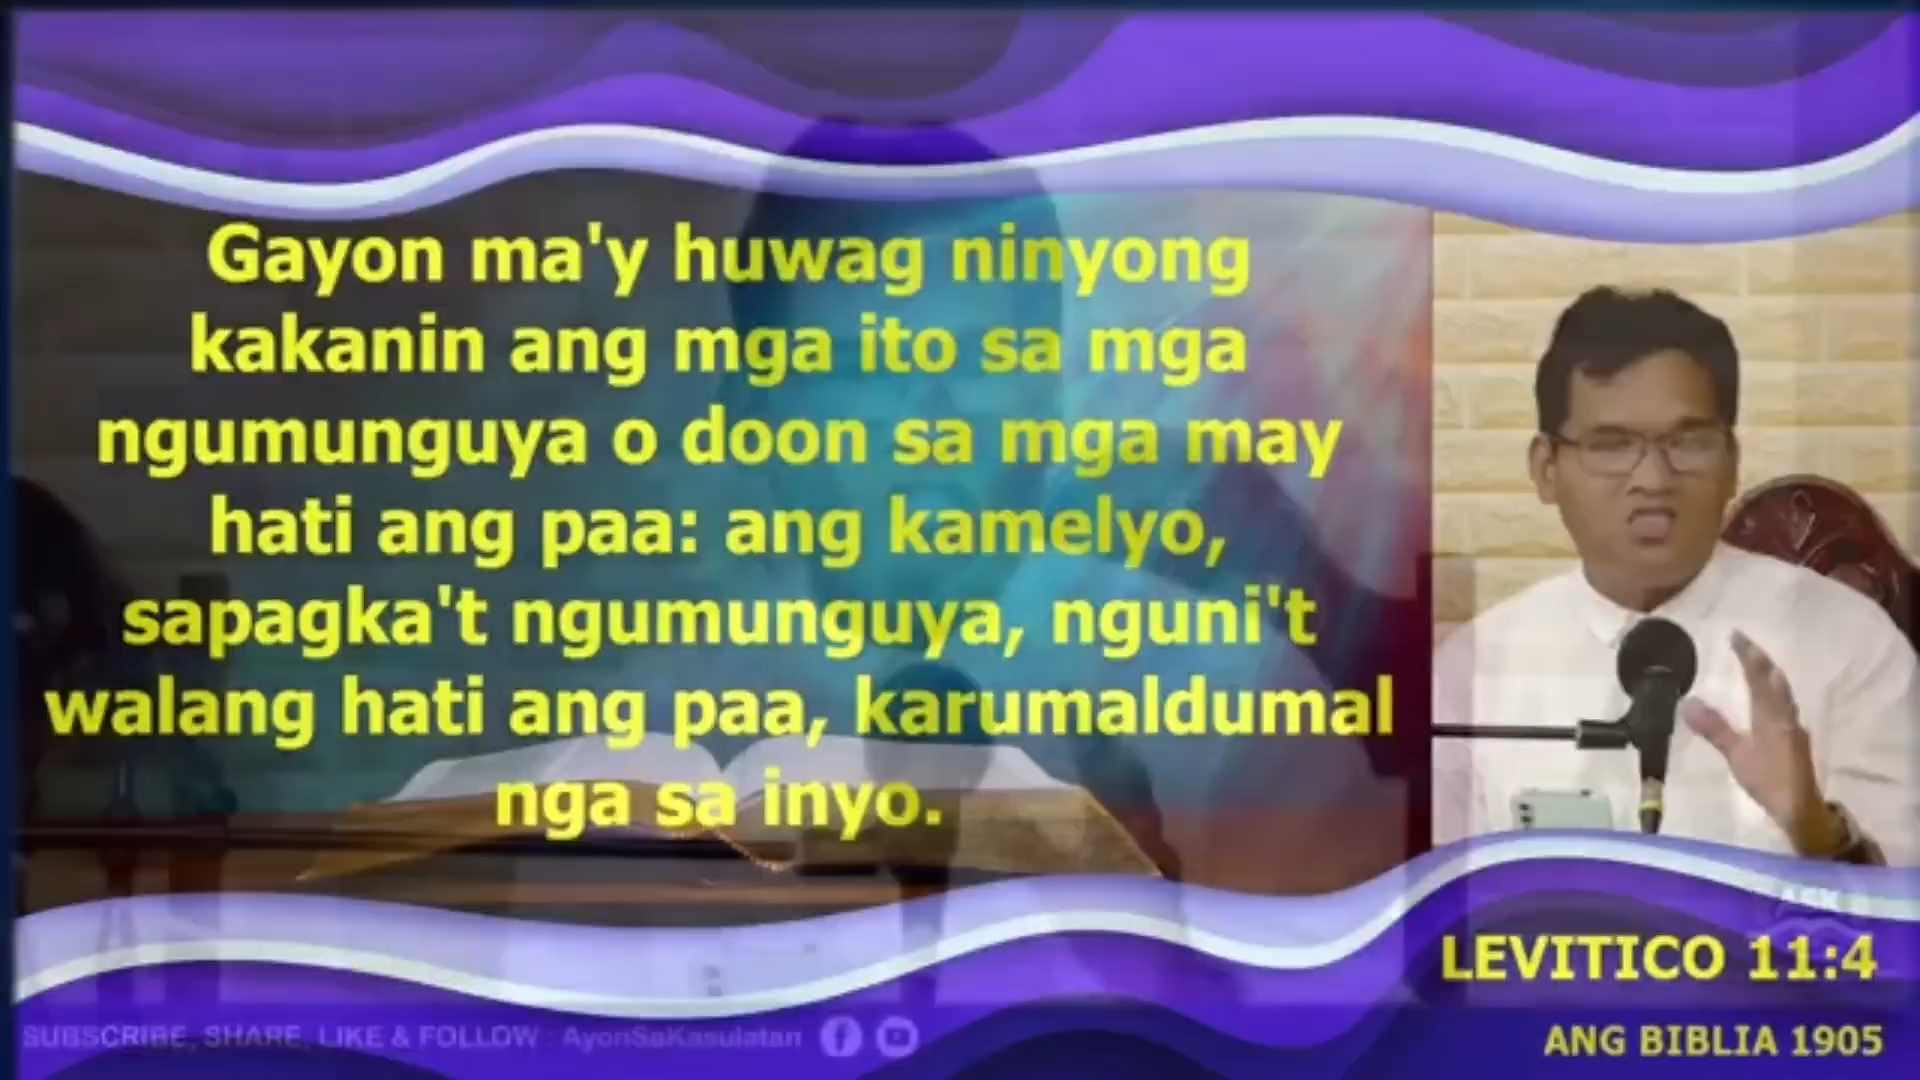 Gayon ma'y huwag ninyong
kakanin ang mga ito sa mga
ngumunguya o doon sa mga may
hati ang paa: ang kamelyo,
sapagka't ngumunguya, nguni't
walang hati ang paa, karumaldumal
nga sa inyo.
ASK
LEVITICO 11:4
SUBSCRIBE, SHARE, LIKE & FOLLOW : AyonSaKasulatan
ANG BIBLIA 1905